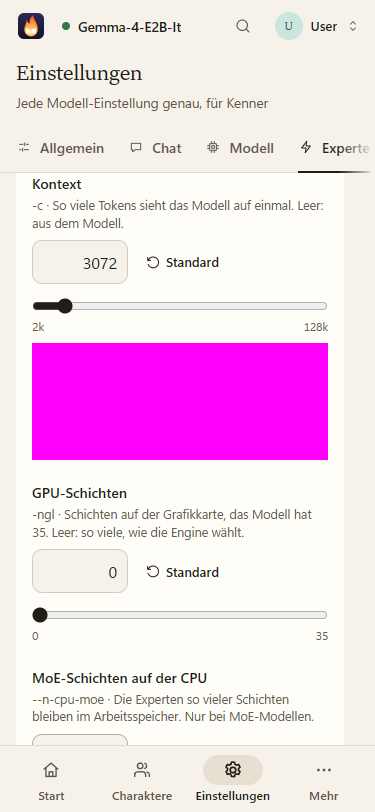 Gemma-4-E2B-It
U
User
Einstellungen
Jede Modell-Einstellung genau, für Kenner
Allgemein
Chat
Modell
Experte
Kontext
-c · So viele Tokens sieht das Modell auf einmal. Leer:
aus dem Modell.
3072
Standard
2k
128k
GPU-Schichten
-ngl · Schichten auf der Grafikkarte, das Modell hat
35. Leer: so viele, wie die Engine wählt.
0
Standard
0
35
MoE-Schichten auf der CPU
--n-cpu-moe · Die Experten so vieler Schichten
bleiben im Arbeitsspeicher. Nur bei MoE-Modellen.
Start
Charaktere
Einstellungen
Mehr